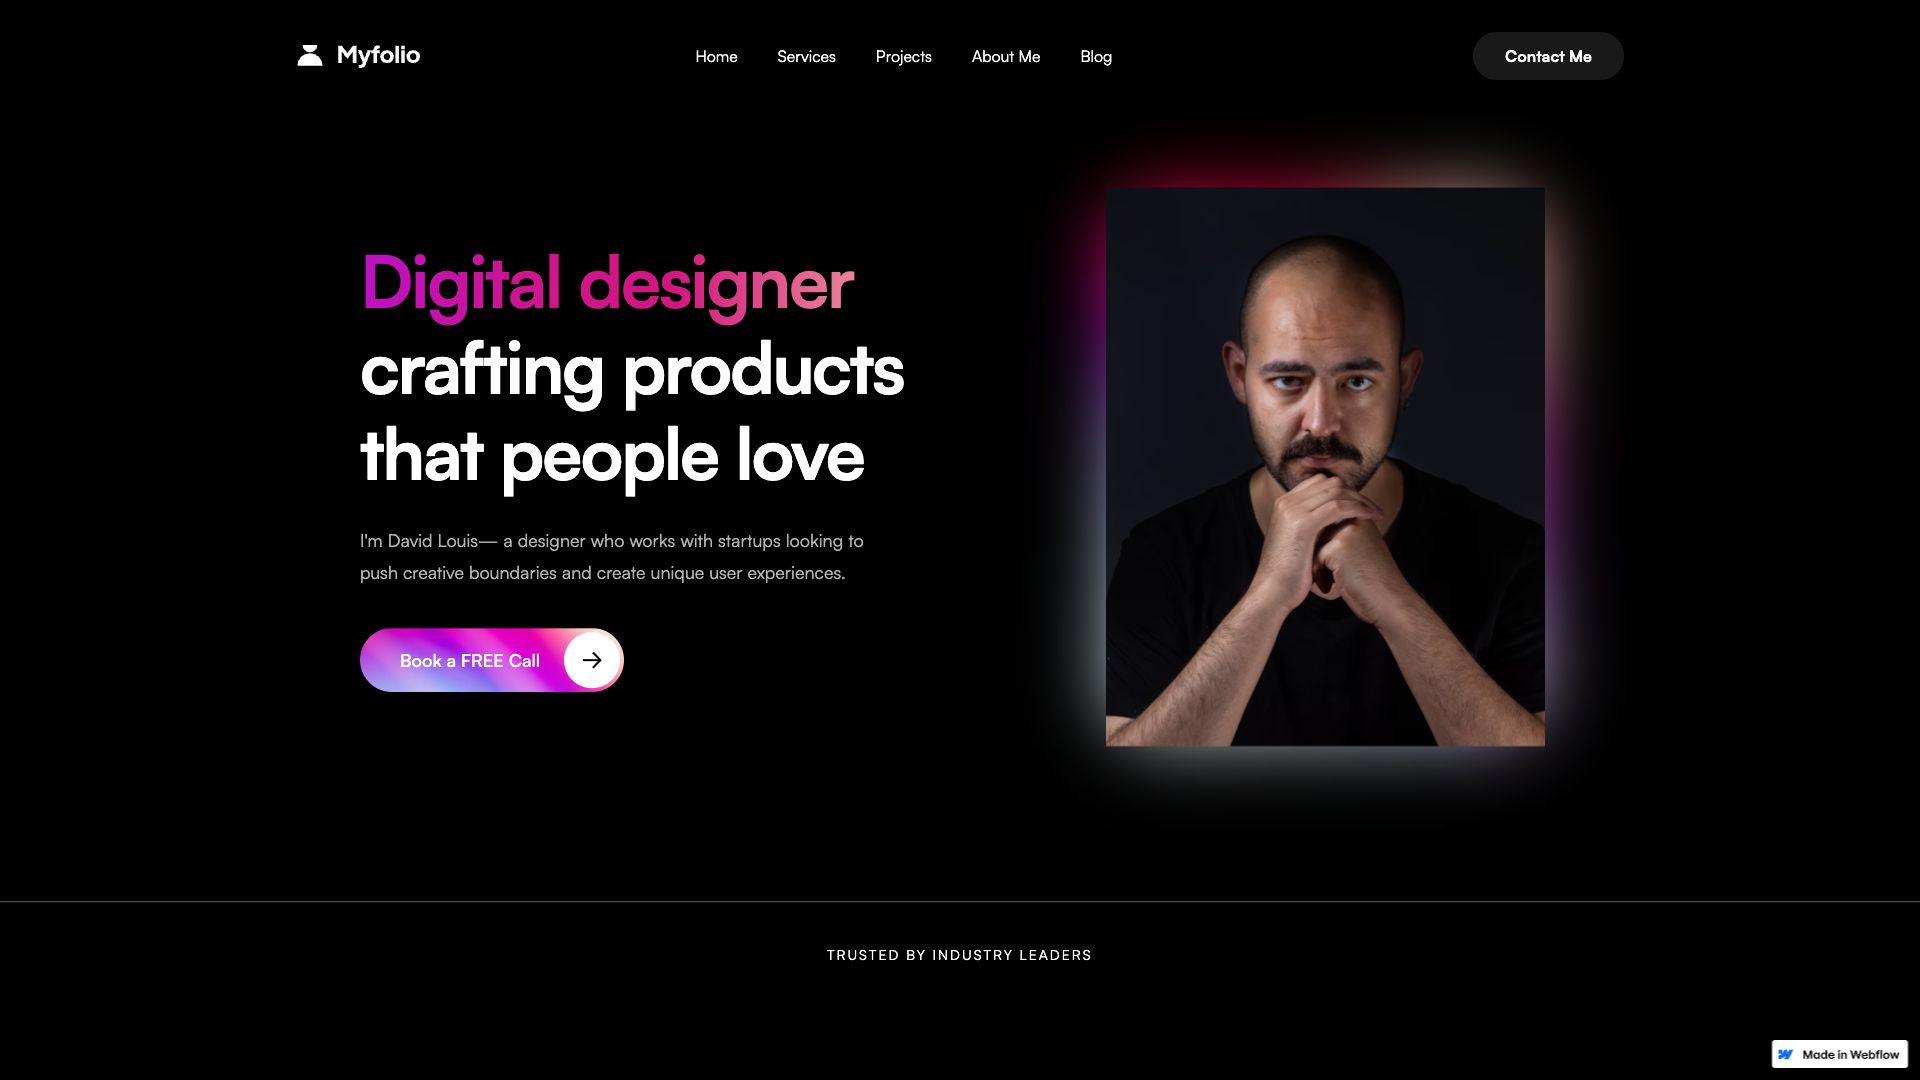 Myfolio
Home
Services
Projects
About Me
Blog
Contact Me
Digital designer
crafting products
that people love
I'm David Louis— a designer who works with startups looking to
push creative boundaries and create unique user experiences.
Book a FREE Call
TRUSTED BY INDUSTRY LEADERS
Made in Webflow